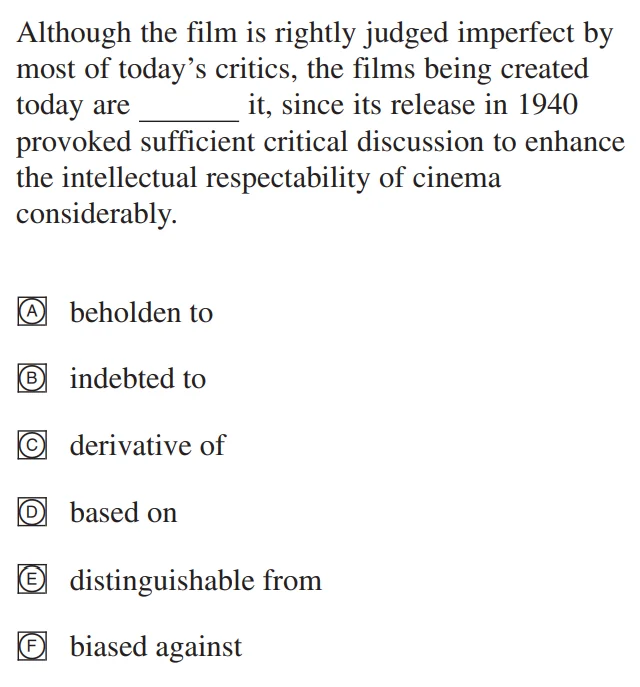 Although the film is rightly judged imperfect by
most of today’s critics, the films being created
today are ________ it, since its release in 1940
provoked sufficient critical discussion to enhance
the intellectual respectability of cinema
considerably.
A beholden to
B indebted to
C derivative of
D based on
E distinguishable from
F biased against